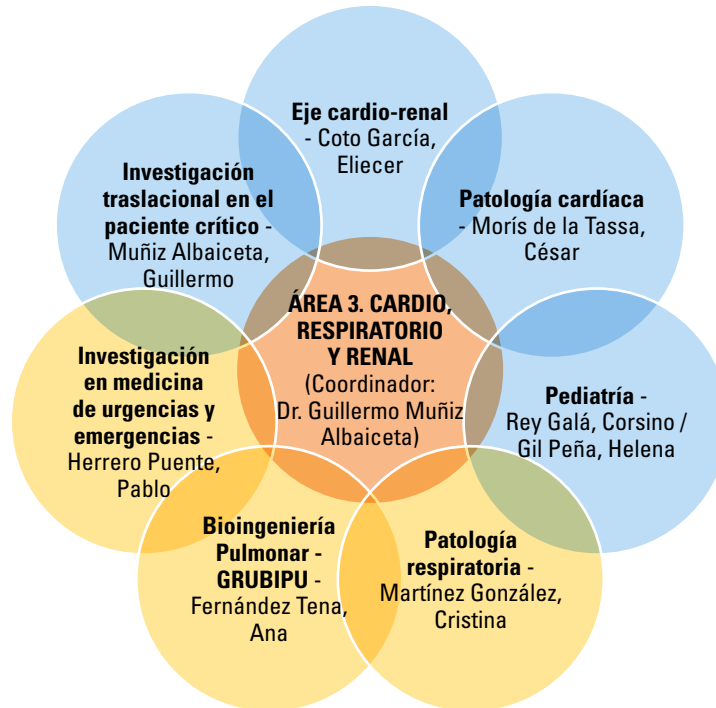 Eje cardio-renal
- Coto García,
Eliecer
Patología cardíaca
- Morís de la Tassa,
César
Pediatría -
Rey Galá, Corsino /
Gil Peña, Helena
Patología
respiratoria -
Martínez González,
Cristina
Bioingeniería
Pulmonar -
GRUBIPU -
Fernández Tena,
Ana
Investigación
en medicina
de urgencias y
emergencias -
Herrero Puente,
Pablo
Investigación
traslacional en el
paciente crítico -
Muñiz Albaiceta,
Guillermo
ÁREA 3. CARDIO,
RESPIRATORIO
Y RENAL
(Coordinador:
Dr. Guillermo Muñiz
Albaiceta)